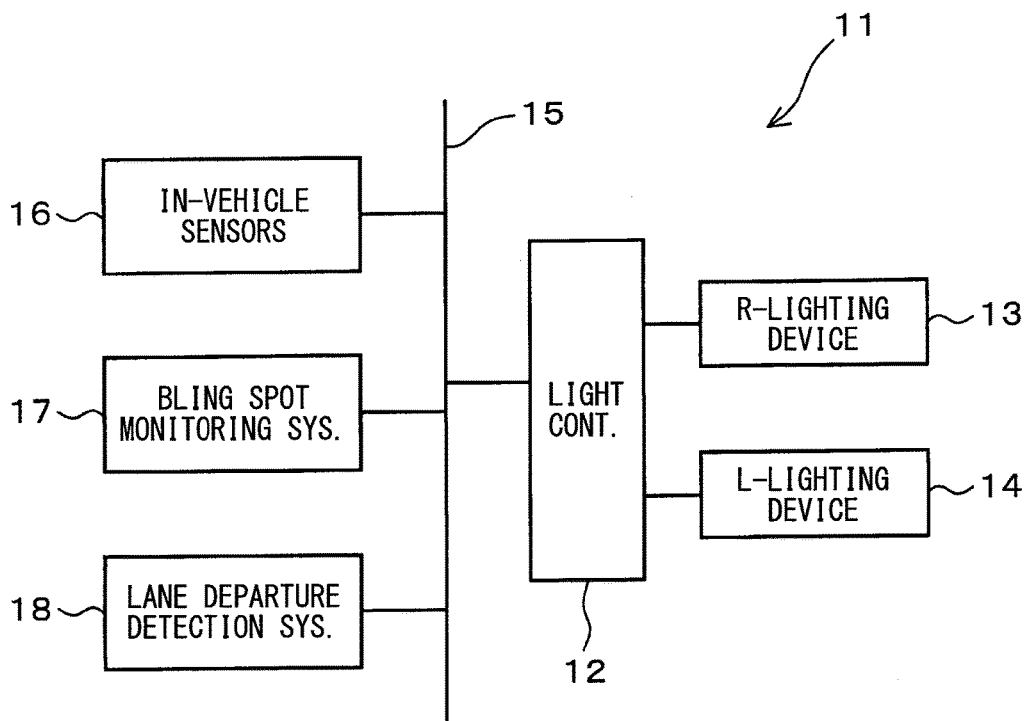 11
15
16
IN-VEHICLE
SENSORS
R-LIGHTING
DEVICE
13
17
BLING SPOT
MONITORING SYS.
LIGHT
CONT.
L-LIGHTING
DEVICE
14
18
LANE DEPARTURE
DETECTION SYS.
12